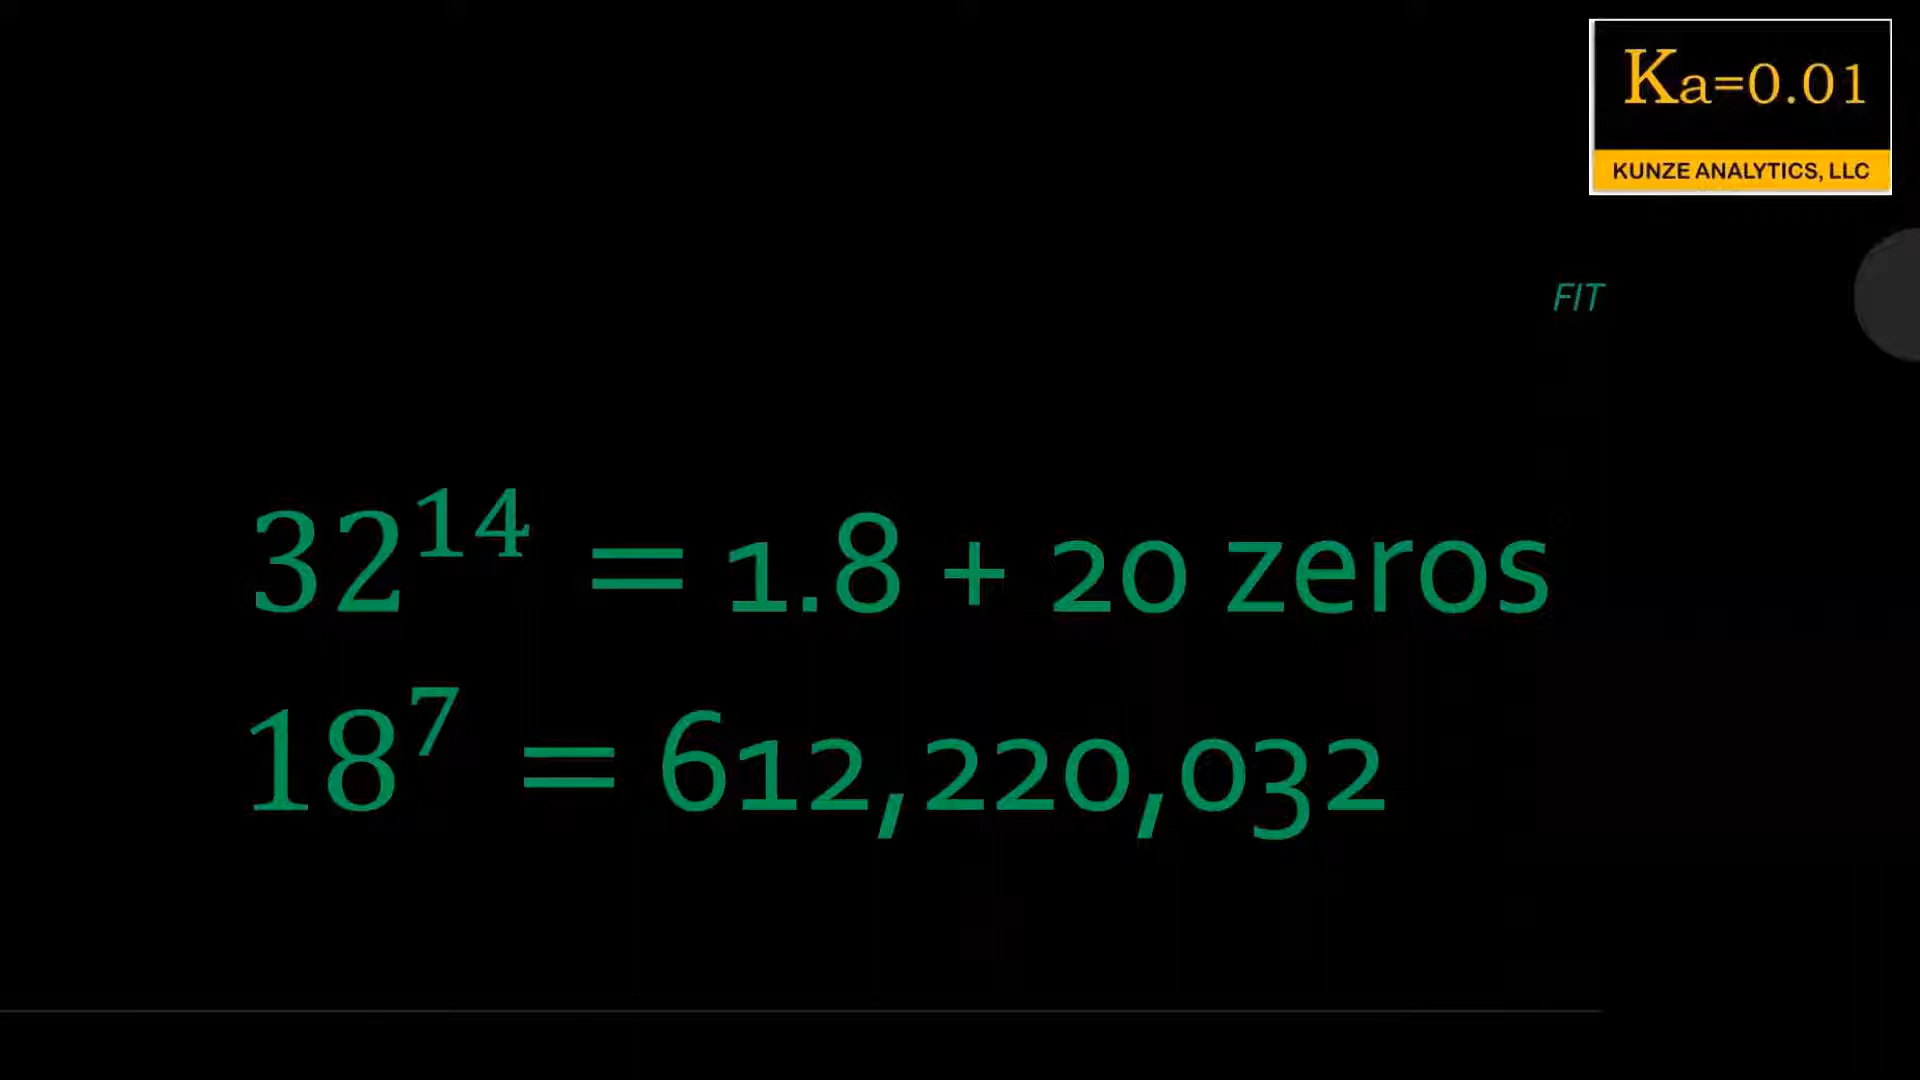 Ka=0.01
KUNZE ANALYTICS, LLC
FIT
32¹⁴ = 1.8 + 20 zeros
18⁷ = 612,220,032